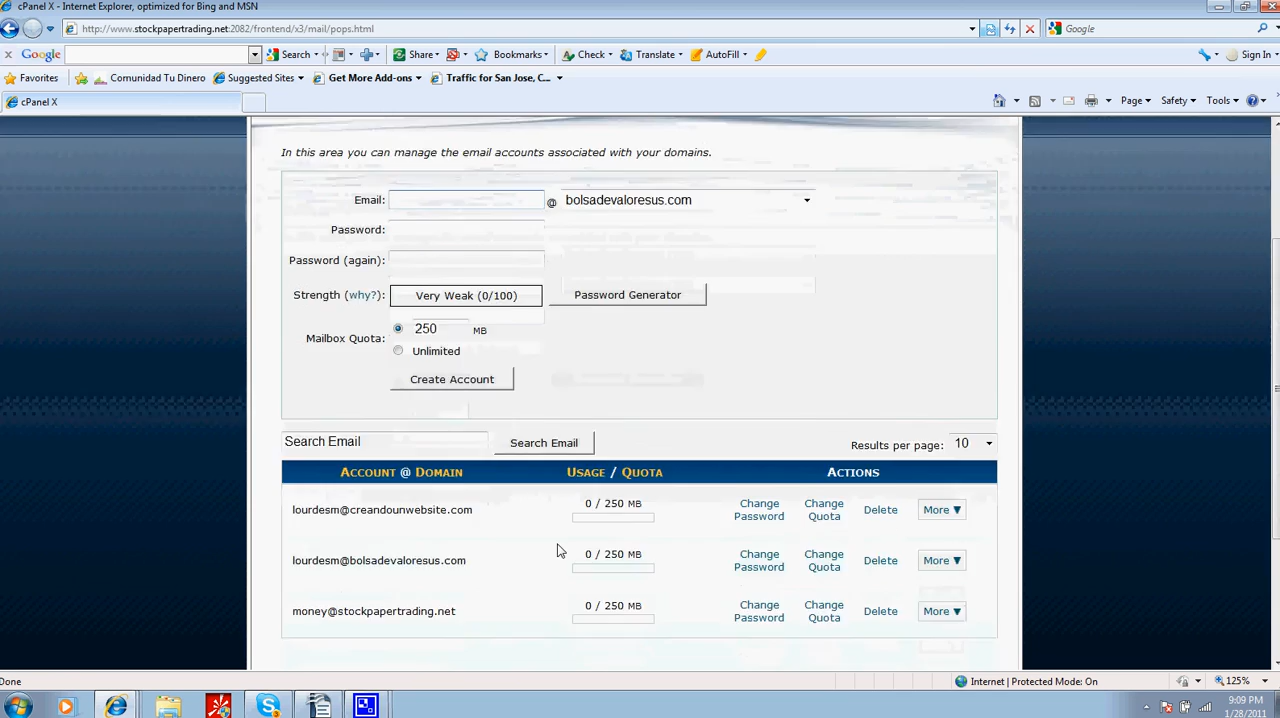 cPanel X - Internet Explorer, optimized for Bing and MSN
http://www.stockpapertrading.net:2082/frontend/x3/mail/pops.html
Google
Google Search Share Bookmarks Check Translate AutoFill Sign In
Favorites Comunidad Tu Dinero Suggested Sites Get More Add-ons Traffic for San Jose, C...
cPanel X
Page Safety Tools
In this area you can manage the email accounts associated with your domains.
Email: @ bolsadevaloresus.com
Password:
Password (again):
Strength (why?): Very Weak (0/100) Password Generator
Mailbox Quota: 250 MB
Unlimited
Create Account
Search Email Search Email Results per page: 10
ACCOUNT @ DOMAIN USAGE / QUOTA ACTIONS
lourdesm@creandounwebsite.com 0 / 250 MB Change Password Change Quota Delete More ▼
lourdesm@bolsadevaloresus.com 0 / 250 MB Change Password Change Quota Delete More ▼
money@stockpapertrading.net 0 / 250 MB Change Password Change Quota Delete More ▼
Done Internet | Protected Mode: On 125%
9:09 PM
1/28/2011